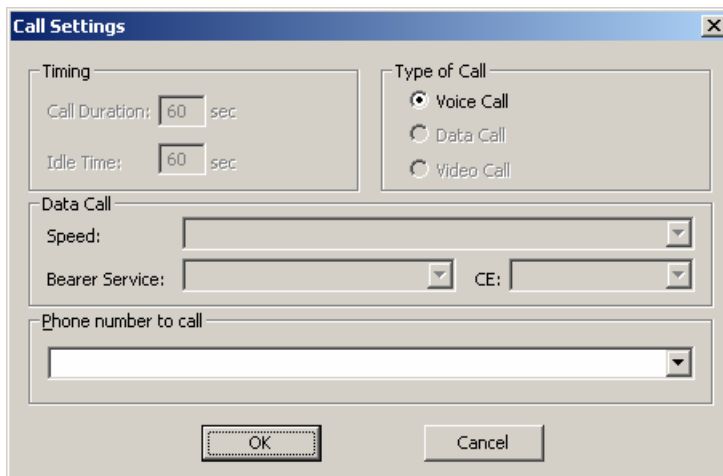 Call Settings
Timing
Call Duration: 60 sec
Idle Time: 60 sec
Type of Call
Voice Call
Data Call
Video Call
Data Call
Speed:
Bearer Service:
CE:
Phone number to call
OK
Cancel